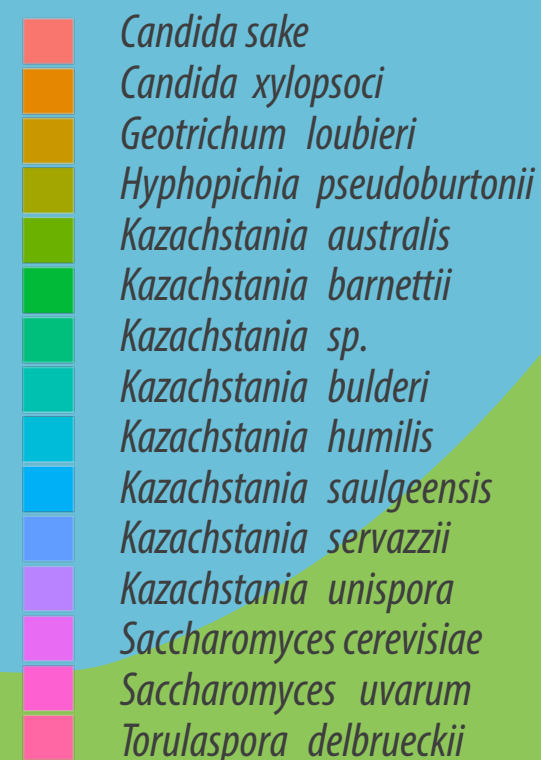 Candida sake
Candida xylopsoci
Geotrichum loubieri
Hyphopichia pseudoburtonii
Kazachstania australis
Kazachstania barnettii
Kazachstania sp.
Kazachstania bulderi
Kazachstania humilis
Kazachstania saulgeensis
Kazachstania servazzii
Kazachstania unispora
Saccharomyces cerevisiae
Saccharomyces uvarum
Torulaspora delbrueckii